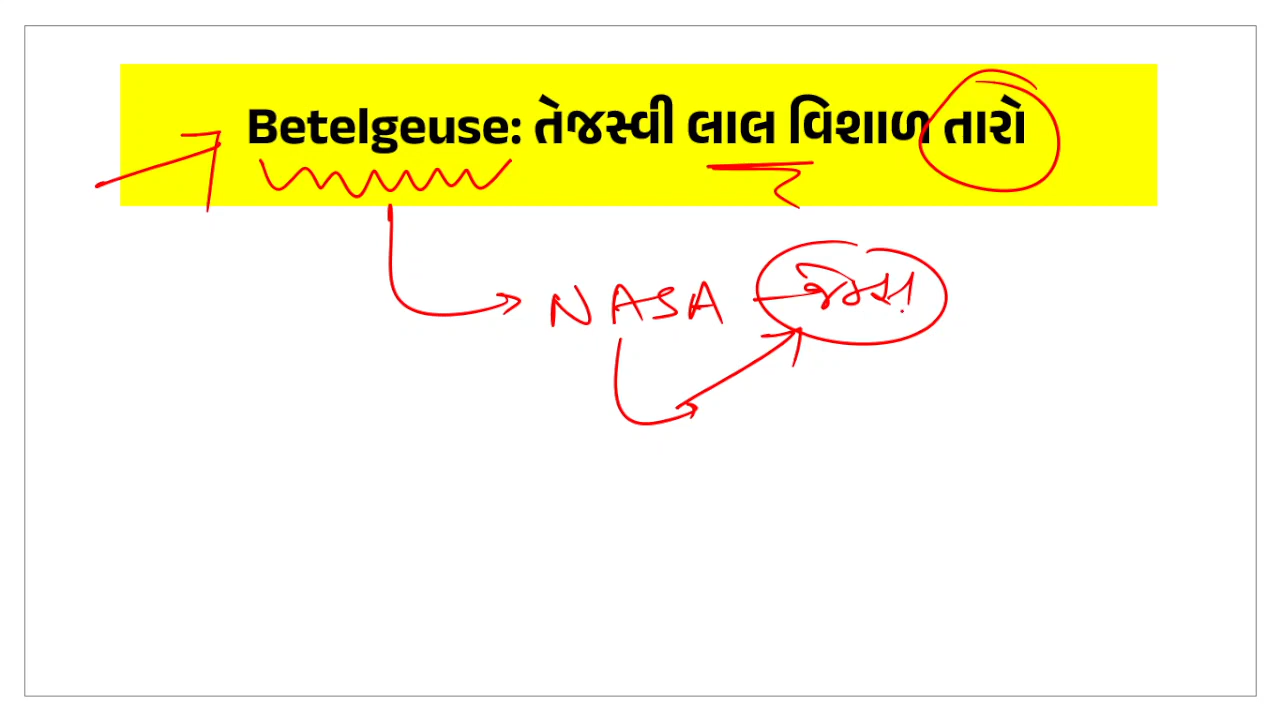 Betelgeuse: તેજસ્વી લાલ વિશાળ તારો
NASA - જેમ્સ